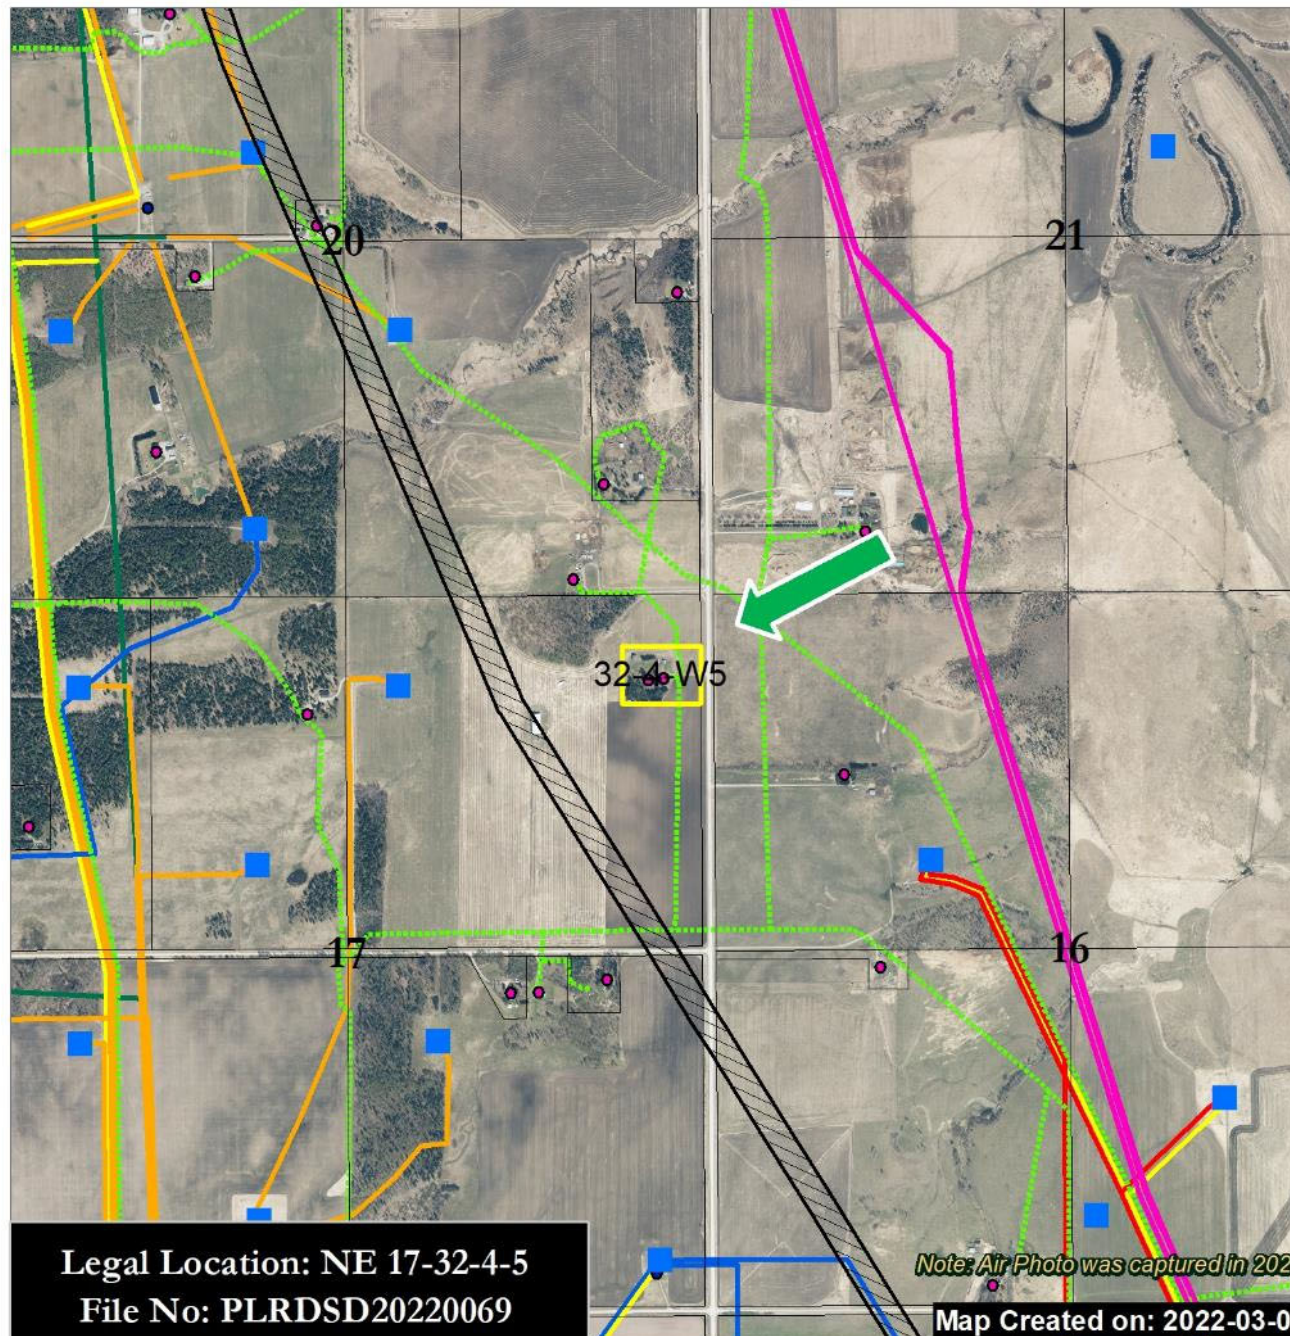 20
21
32-4-W5
17
16
Legal Location: NE 17-32-4-5
File No: PLRDSD20220069
Note: Air Photo was captured in 202
Map Created on: 2022-03-0